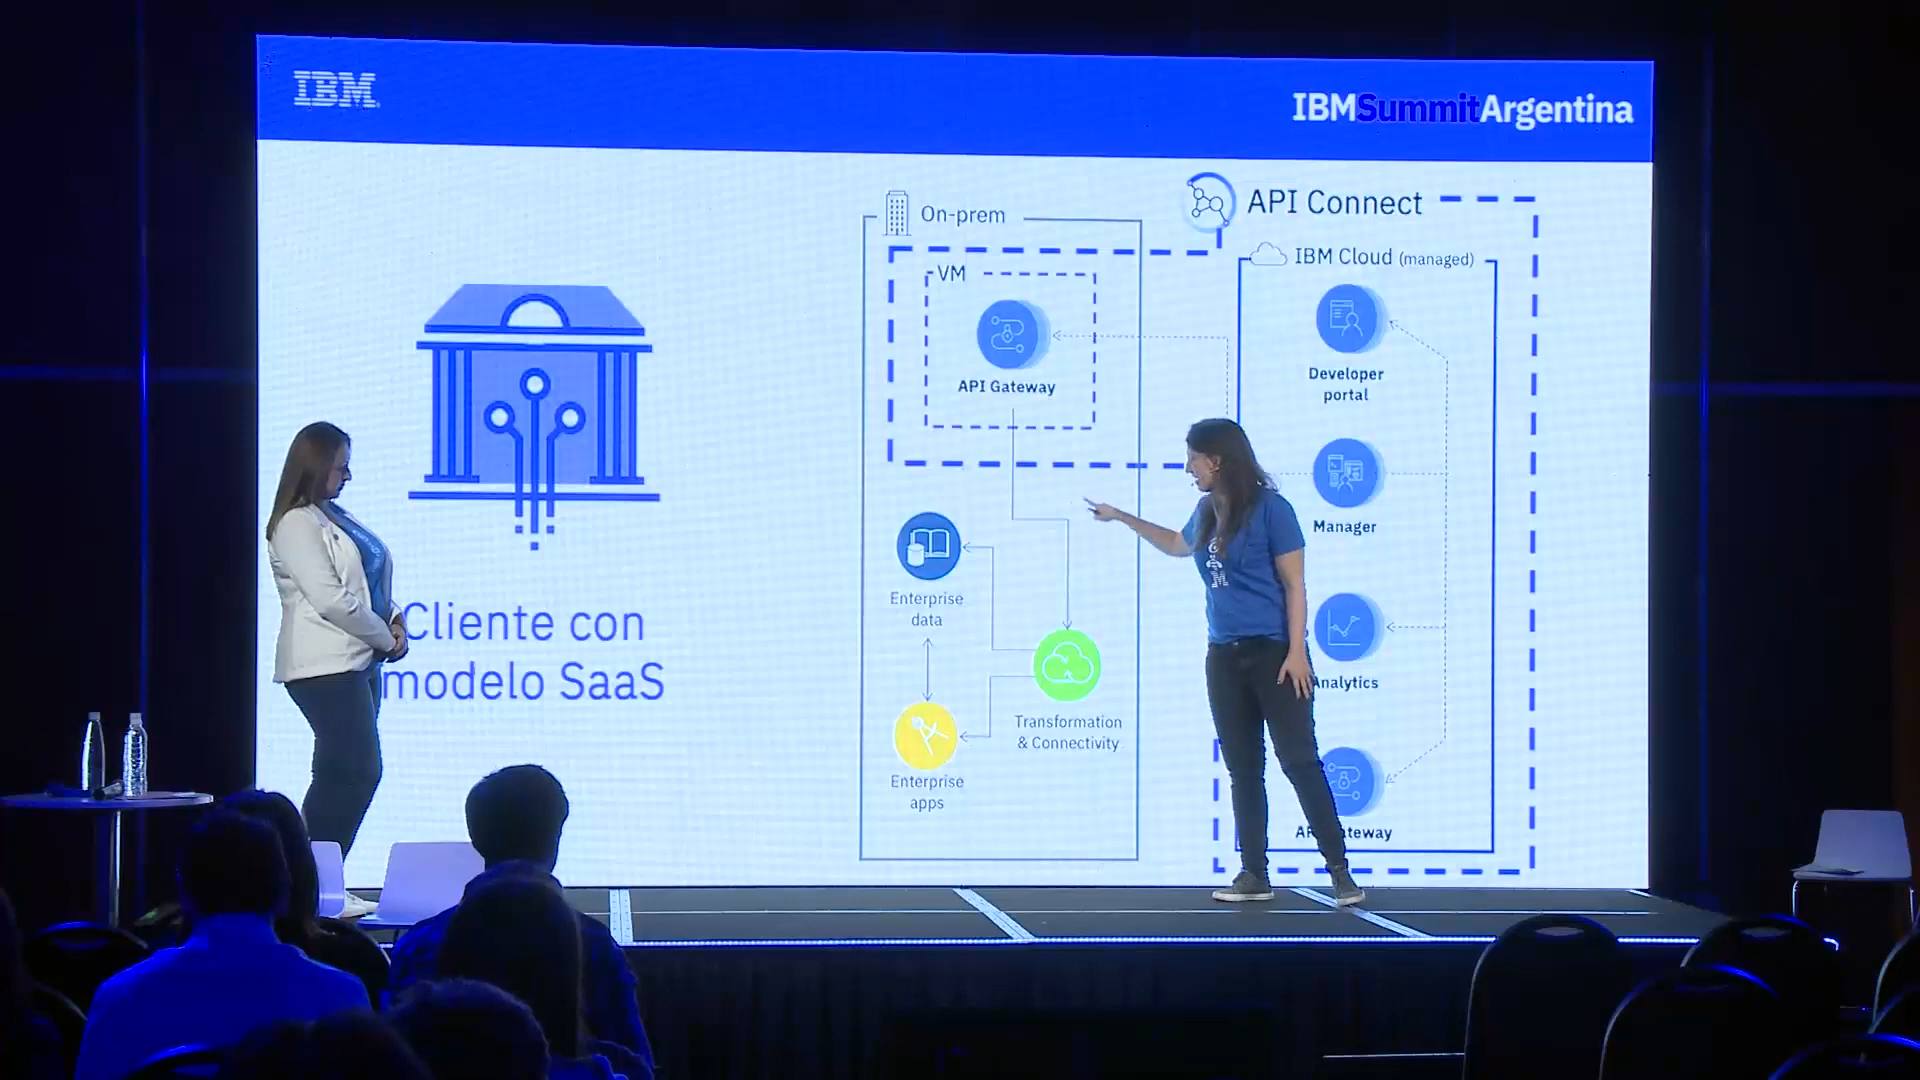 IBM
IBMSummitArgentina
API Connect
On-prem
IBM Cloud (managed)
VM
API Gateway
Developer
portal
Manager
Enterprise
data
Cliente con
modelo SaaS
Analytics
Transformation
& Connectivity
Enterprise
apps